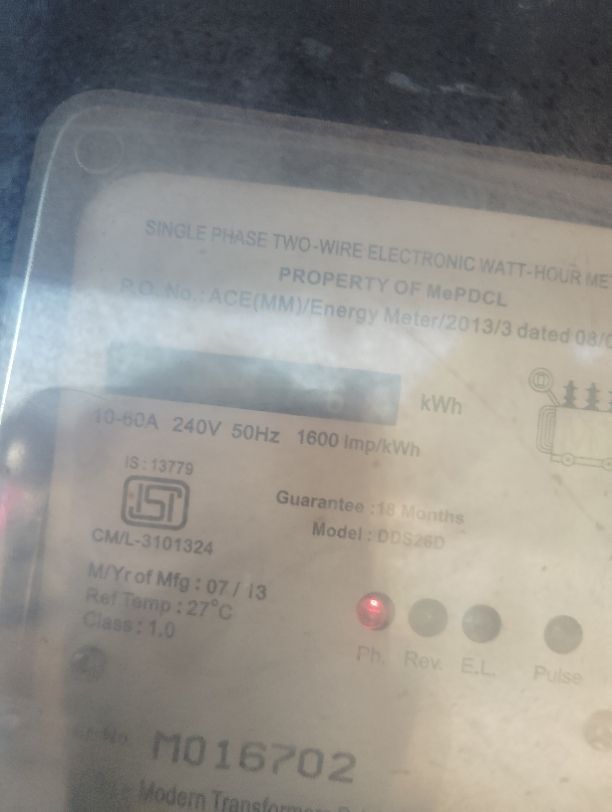 SINGLE PHASE TWO-WIRE ELECTRONIC WATT-HOUR
PROPERTY OF MePDCL
P.O. No.: ACE(MM)/Energy Meter/2013/3 dated
kWh
10-60A 240V 50Hz 1600 Imp/kWh
IS : 13779
ISI
CM/L-3101324
Guarantee :18 Months
Model : DDS26D
M/Yr of Mfg : 07 / 13
Ref Temp : 27°C
Class : 1.0
Ph. Rev. E.L. Pulse
M016702
Modern Transformers